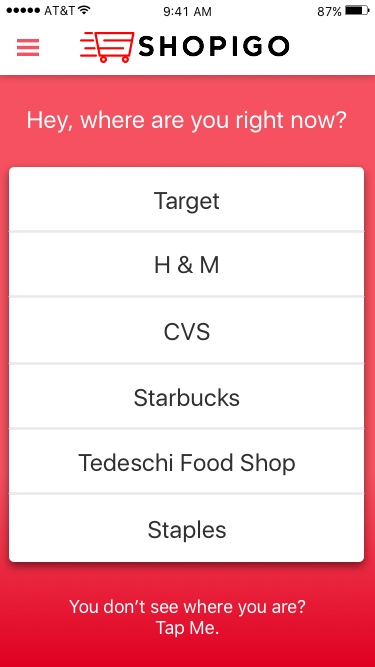 AT&T 9:41 AM 87%
SHOPIGO
Hey, where are you right now?
Target
H & M
CVS
Starbucks
Tedeschi Food Shop
Staples
You don’t see where you are?
Tap Me.